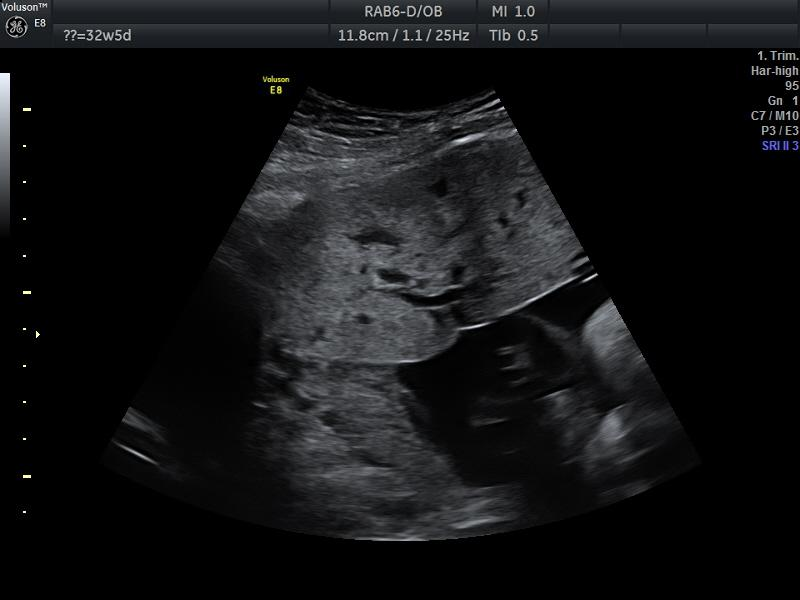 Voluson™
E8
RAB6-D/OB
MI 1.0
??=32w5d
11.8cm / 1.1 / 25Hz
TIb 0.5
1. Trim.
Har-high
95
Gn 1
C7 / M10
P3 / E3
SRI II 3
Voluson
E8